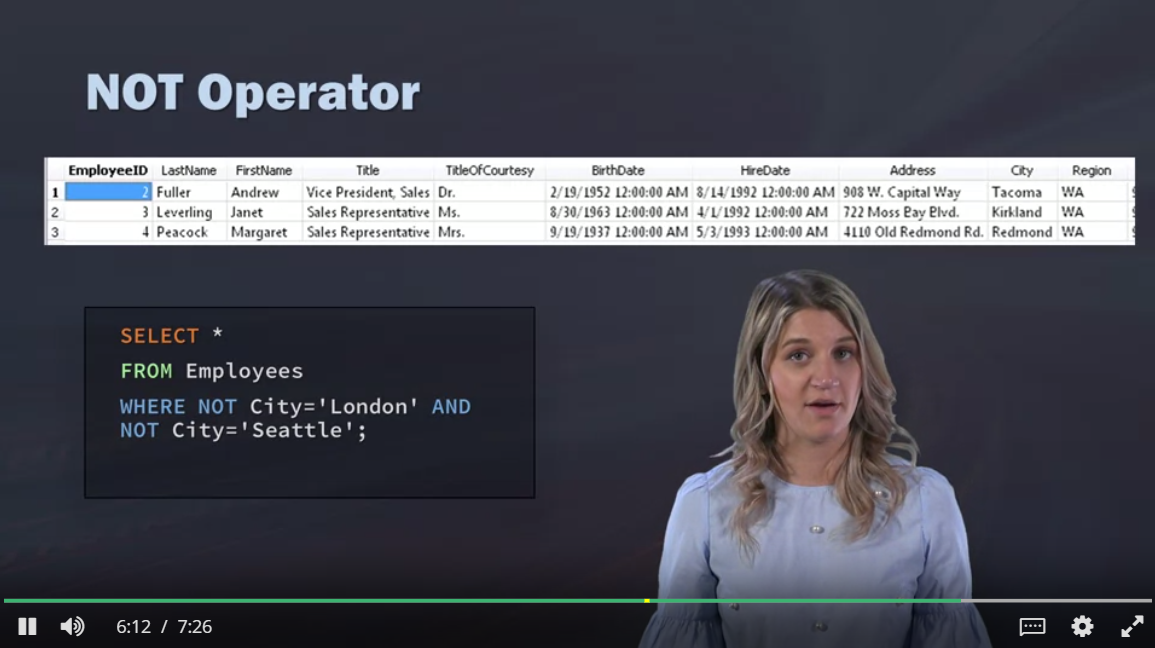 NOT Operator
EmployeeID LastName FirstName Title TitleOfCourtesy BirthDate HireDate Address City Region
1 2 Fuller Andrew Vice President, Sales Dr. 2/19/1952 12:00:00 AM 8/14/1992 12:00:00 AM 908 W. Capital Way Tacoma WA
2 3 Leverling Janet Sales Representative Ms. 8/30/1963 12:00:00 AM 4/1/1992 12:00:00 AM 722 Moss Bay Blvd. Kirkland WA
3 4 Peacock Margaret Sales Representative Mrs. 9/19/1937 12:00:00 AM 5/3/1993 12:00:00 AM 4110 Old Redmond Rd. Redmond WA
SELECT *
FROM Employees
WHERE NOT City='London' AND
NOT City='Seattle';
6:12 / 7:26